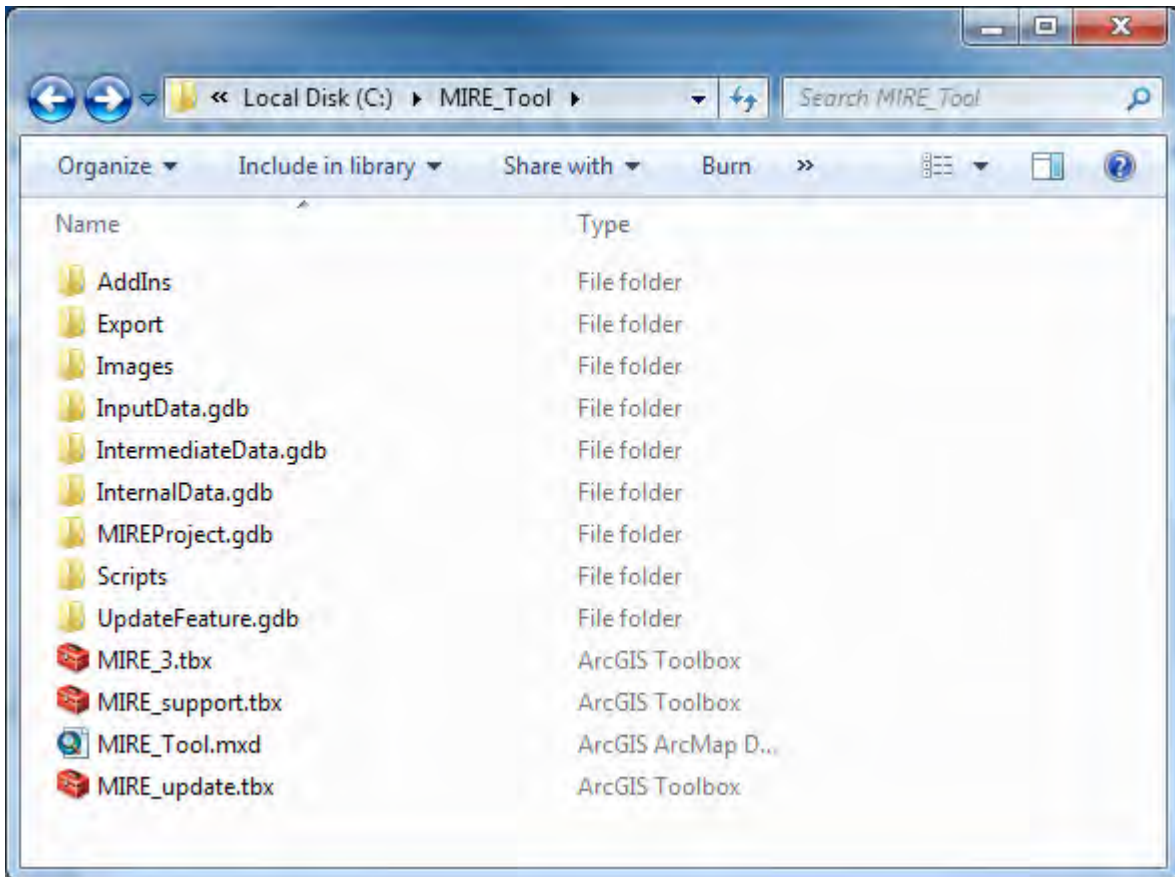 « Local Disk (C:) ▸ MIRE_Tool ▸ Search MIRE_Tool
Organize ▾ Include in library ▾ Share with ▾ Burn »
Name Type
AddIns File folder
Export File folder
Images File folder
InputData.gdb File folder
IntermediateData.gdb File folder
InternalData.gdb File folder
MIREProject.gdb File folder
Scripts File folder
UpdateFeature.gdb File folder
MIRE_3.tbx ArcGIS Toolbox
MIRE_support.tbx ArcGIS Toolbox
MIRE_Tool.mxd ArcGIS ArcMap D...
MIRE_update.tbx ArcGIS Toolbox